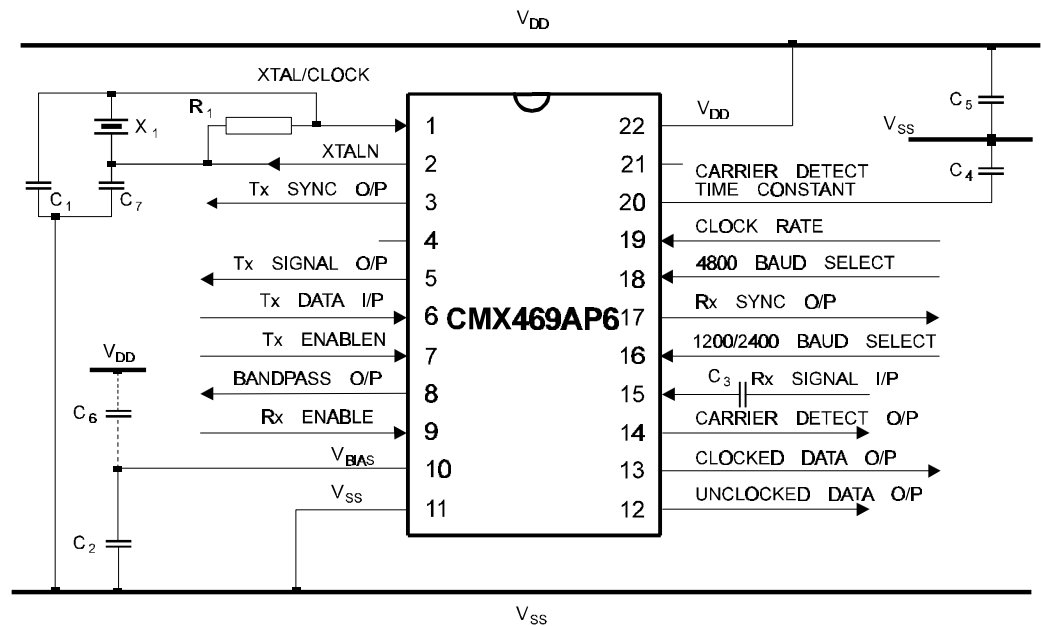 VDD
XTAL/CLOCK
R1
X1
C1
C7
XTALN
Tx SYNC O/P
Tx SIGNAL O/P
Tx DATA I/P
Tx ENABLEN
BANDPASS O/P
Rx ENABLE
VBIAS
VSS
VDD
C6
C2
1
2
3
4
5
6
7
8
9
10
11
CMX469AP6
22
21
20
19
18
17
16
15
14
13
12
VDD
CARRIER DETECT
TIME CONSTANT
CLOCK RATE
4800 BAUD SELECT
Rx SYNC O/P
1200/2400 BAUD SELECT
C3 Rx SIGNAL I/P
CARRIER DETECT O/P
CLOCKED DATA O/P
UNCLOCKED DATA O/P
C5
VSS
C4
VSS